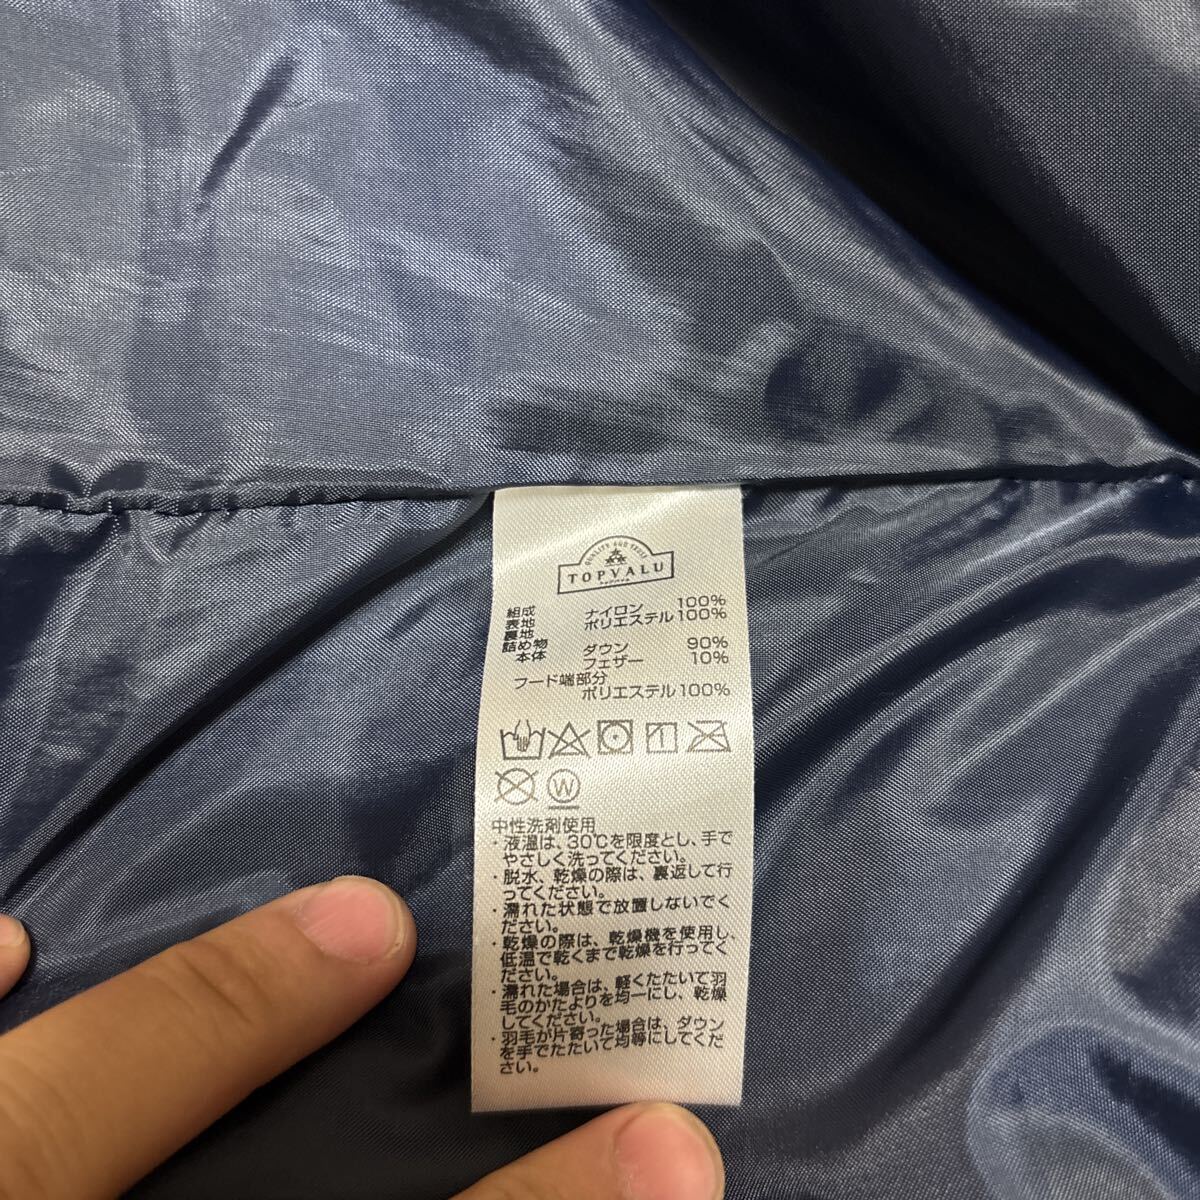 QUALITY AND TRUST
TOPVALU
組成
表地 ナイロン 100%
裏地 ポリエステル100%
詰め物
本体 ダウン 90%
フェザー 10%
フード端部分
ポリエステル100%
W
中性洗剤使用
・液温は、30℃を限度とし、手で
やさしく洗ってください。
・脱水、乾燥の際は、裏返して行
ってください。
・濡れた状態で放置しないでく
ださい。
・乾燥の際は、乾燥機を使用し、
低温で乾くまで乾燥を行ってく
ださい。
・濡れた場合は、軽くたたいて羽
毛のかたよりを均一にし、乾燥
してください。
・羽毛が片寄った場合は、ダウン
を手でたたいて均等にしてくだ
さい。